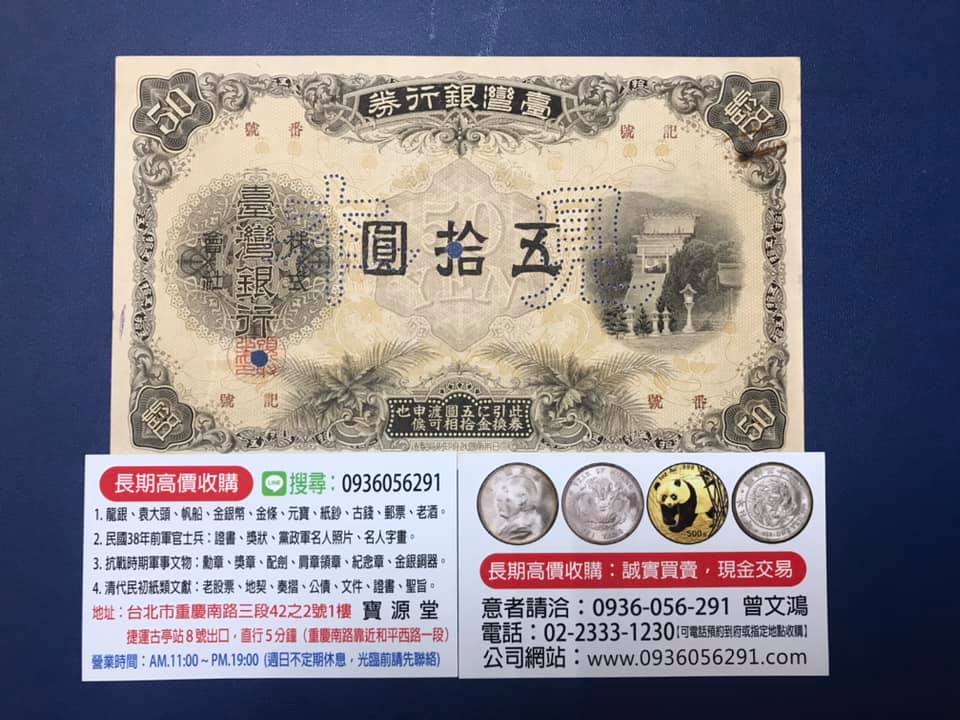 臺灣銀行券
50
記號
番號
五拾圓
50
YEN
見本
臺灣銀行
株式會社
番號
記號
50
此券引換に金五拾圓相渡可申候也
長期高價收購 LINE 搜尋：0936056291
1. 龍銀、袁大頭、帆船、金銀幣、金條、元寶、紙鈔、古錢、郵票、老酒。
2. 民國38年前軍官士兵：證書、獎狀、黨政軍名人照片、名人字畫。
3. 抗戰時期軍事文物：勳章、獎章、配劍、肩章領章、紀念章、金銀銅器。
4. 清代民初紙類文獻：老股票、地契、奏摺、公債、文件、證書、聖旨。
地址：台北市重慶南路三段42之2號1樓 寶源堂
捷運古亭站8號出口，直行5分鐘（重慶南路靠近和平西路一段）
營業時間：AM.11:00～PM.19:00 (週日不定期休息，光臨前請先聯絡)
500元
長期高價收購：誠實買賣，現金交易
意者請洽：0936-056-291 曾文鴻
電話：02-2333-1230【可電話預約到府或指定地點收購】
公司網站：www.0936056291.com